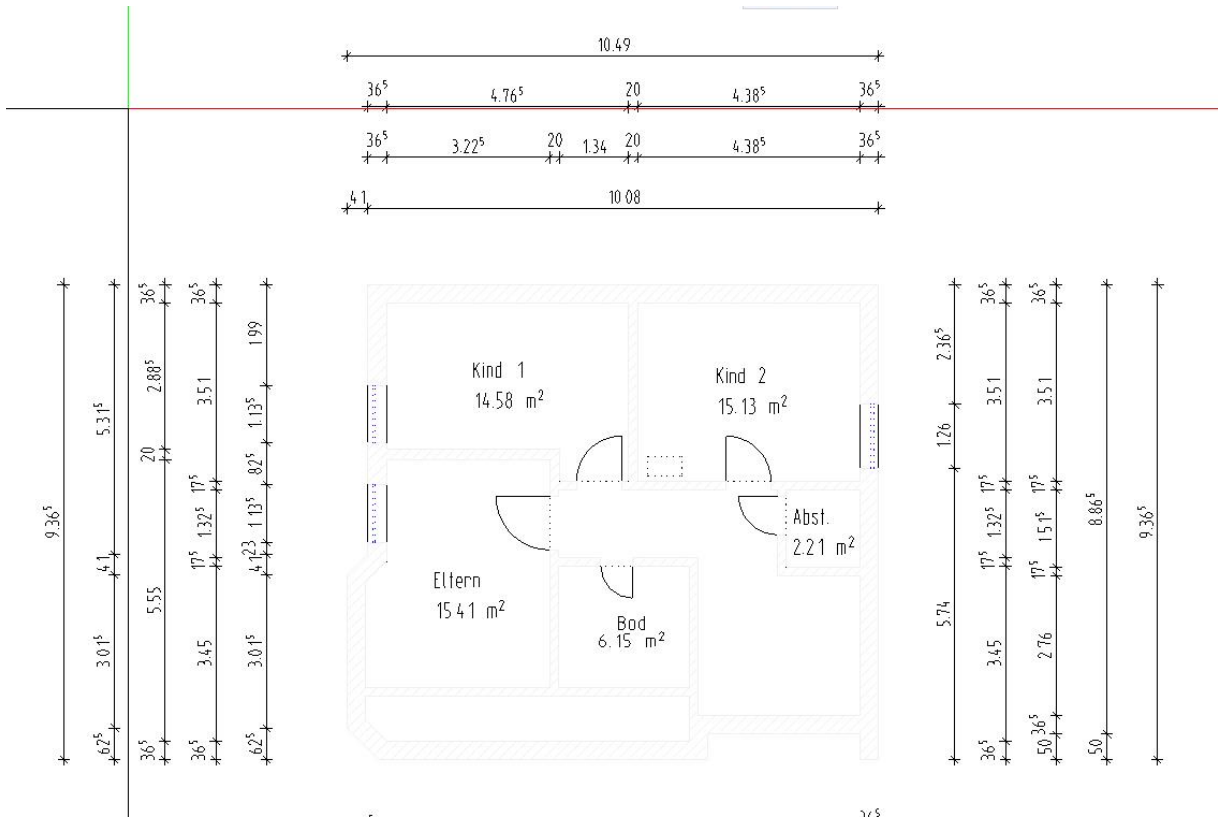 10.49
36⁵ 4.76⁵ 20 4.38⁵ 36⁵
36⁵ 3.22⁵ 20 1.34 20 4.38⁵ 36⁵
41 10 08
9.36⁵
5.31⁵ 41 3.01⁵ 62⁵
36⁵ 2.88⁵ 20 5.55 36⁵
36⁵ 3.51 17⁵ 1.32⁵ 17⁵ 3.45 36⁵
1.99 1.13⁵ 82⁵ 1.13⁵ 23 41 3.01⁵ 62⁵
Kind 1
14.58 m²
Kind 2
15.13 m²
Abst.
2.21 m²
Eltern
15 41 m²
Bod
6.15 m²
2.36⁵ 1.26 5.74
36⁵ 3.51 17⁵ 1.32⁵ 17⁵ 3.45 36⁵
36⁵ 3.51 17⁵ 1 51⁵ 17⁵ 2 76 36⁵ 50
8.86⁵ 50
9.36⁵